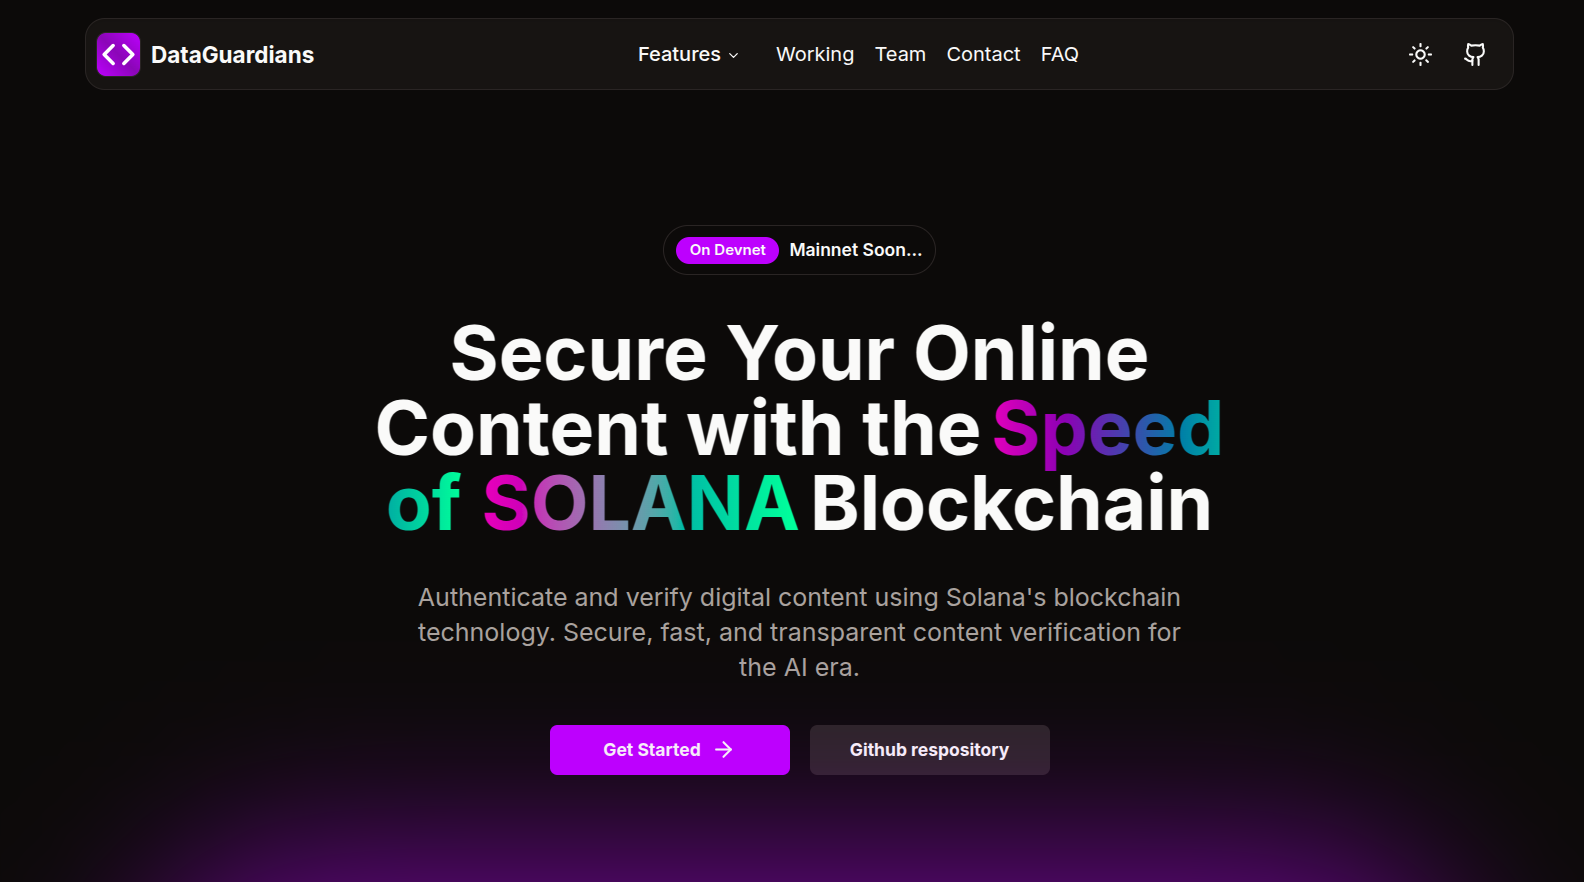 DataGuardians
Features Working Team Contact FAQ
On Devnet Mainnet Soon...
Secure Your Online
Content with the Speed
of SOLANA Blockchain
Authenticate and verify digital content using Solana's blockchain
technology. Secure, fast, and transparent content verification for
the AI era.
Get Started Github respository